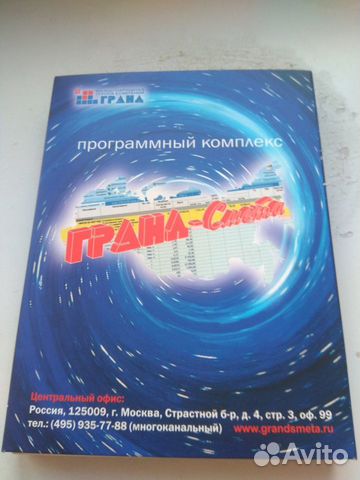 ГРАНД
программный комплекс
ГРАНД-Смета
Центральный офис:
Россия, 125009, г. Москва, Страстной б-р, д. 4, стр. 3, оф. 99
тел.: (495) 935-77-88 (многоканальный) www.grandsmeta.ru
Avito